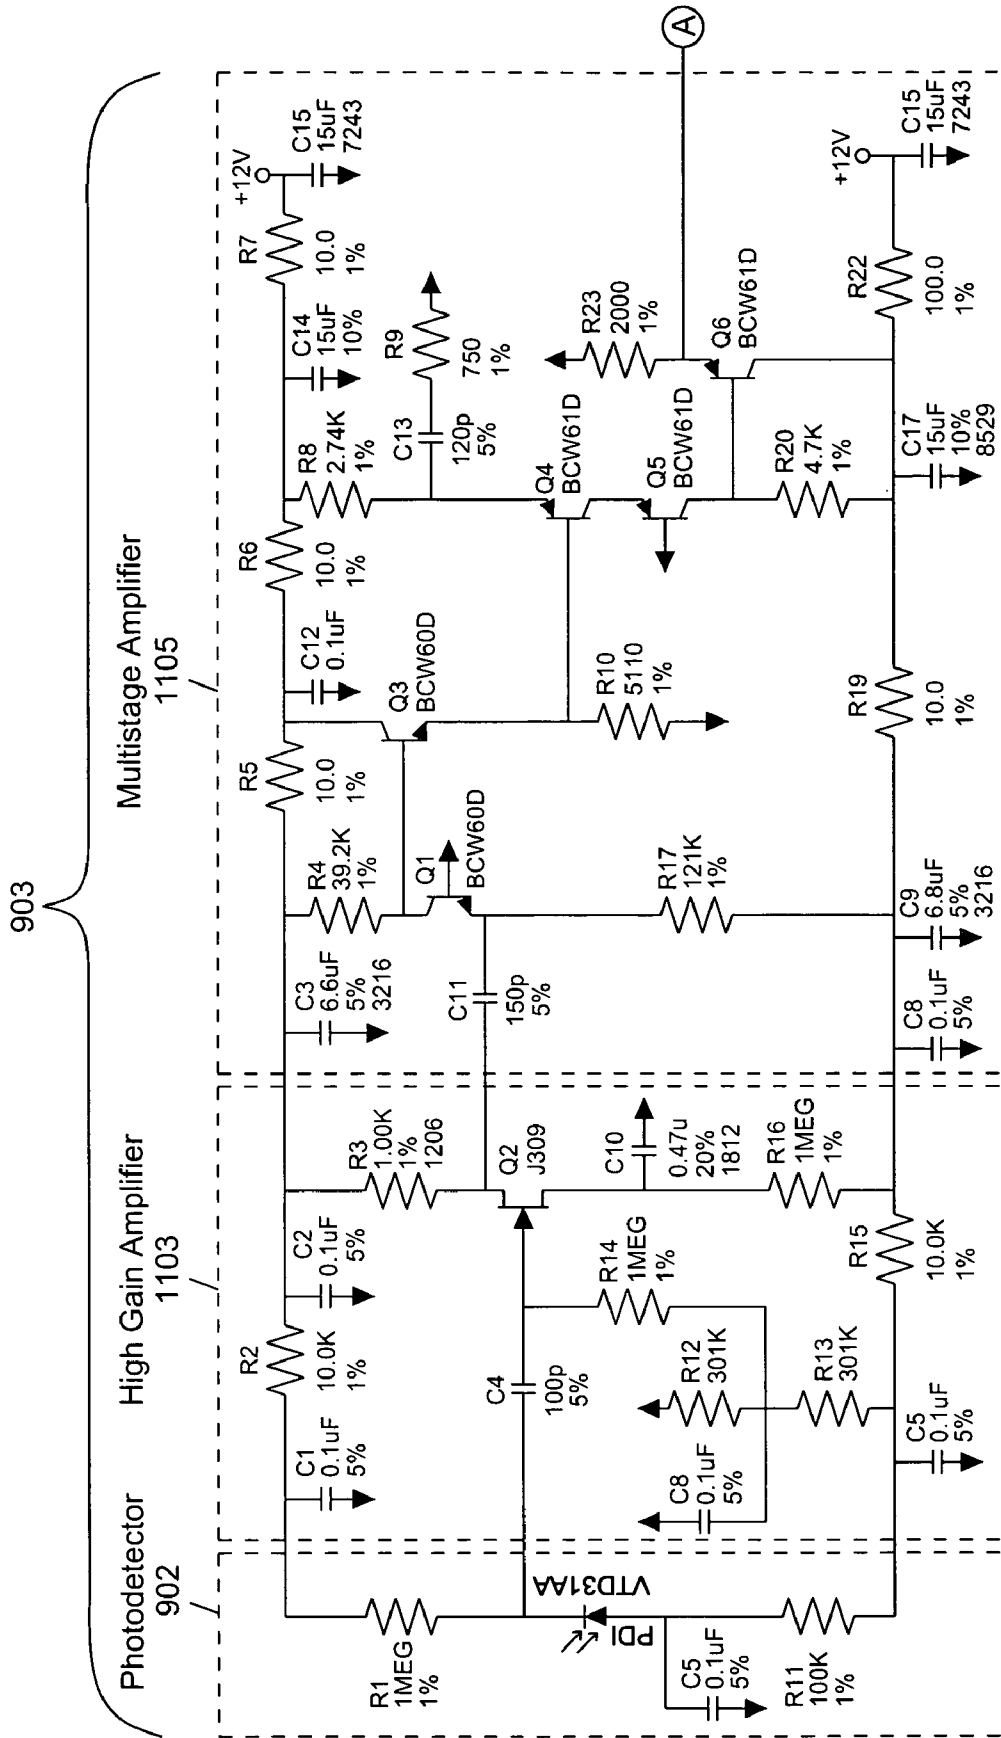 903
Photodetector
902
High Gain Amplifier
1103
Multistage Amplifier
1105
R1
1MEG
1%
PDI
VTD31AA
C5
0.1uF
5%
R11
100K
1%
C1
0.1uF
5%
R2
10.0K
1%
C2
0.1uF
5%
R3
1.00K
1%
1206
C4
100p
5%
Q2
J309
R14
1MEG
1%
C8
0.1uF
5%
R12
301K
R13
301K
C5
0.1uF
5%
C10
0.47u
20%
1812
R16
1MEG
1%
R15
10.0K
1%
C3
6.6uF
5%
3216
R4
39.2K
1%
Q1
BCW60D
C11
150p
5%
R17
121K
1%
C8
0.1uF
5%
C9
6.8uF
5%
3216
R5
10.0
1%
C12
0.1uF
Q3
BCW60D
R10
5110
1%
R19
10.0
1%
R6
10.0
1%
R8
2.74K
1%
C13
120p
5%
R9
750
1%
Q4
BCW61D
Q5
BCW61D
R20
4.7K
1%
C17
15uF
10%
8529
C14
15uF
10%
R7
10.0
1%
+12V
C15
15uF
7243
R23
2000
1%
Q6
BCW61D
R22
100.0
1%
+12V
C15
15uF
7243
A